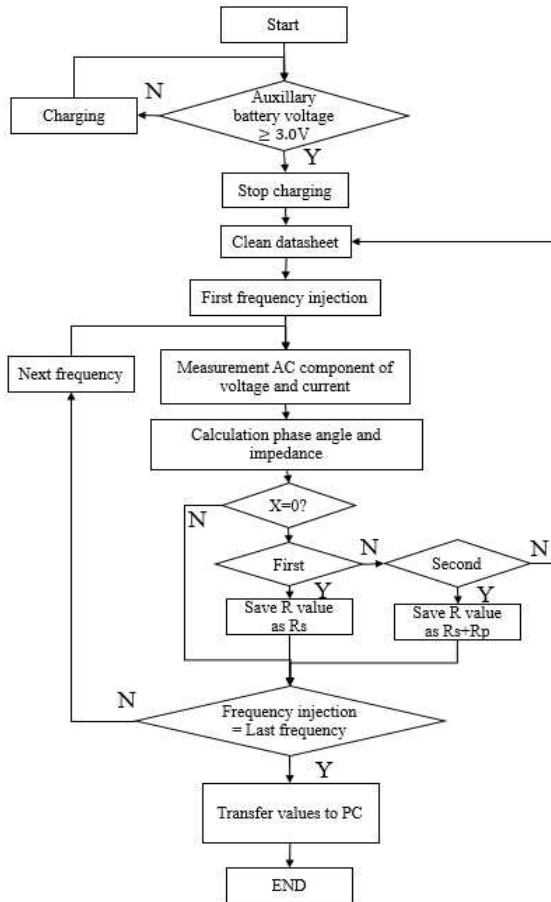 Start
N
Auxillary
battery voltage
≥ 3.0V
Charging
Y
Stop charging
Clean datasheet
First frequency injection
Next frequency
Measurement AC component of
voltage and current
Calculation phase angle and
impedance
X=0?
N
First
N
Second
N
Y
Save R value
as Rs
Y
Save R value
as Rs+Rp
N
Frequency injection
= Last frequency
Y
Transfer values to PC
END